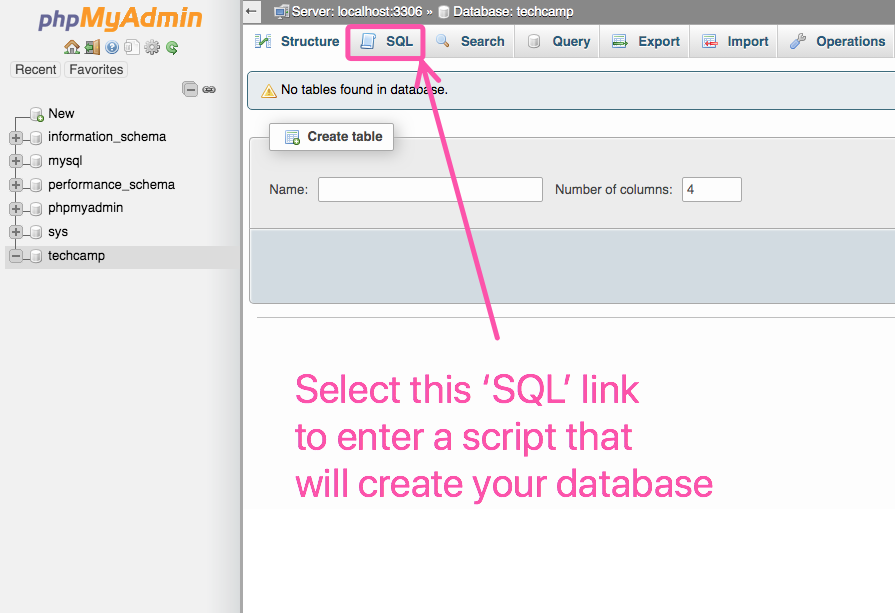 phpMyAdmin
Recent Favorites
New
information_schema
mysql
performance_schema
phpmyadmin
sys
techcamp
Server: localhost:3306 » Database: techcamp
Structure SQL Search Query Export Import Operations
No tables found in database.
Create table
Name: Number of columns: 4
Select this ‘SQL’ link
to enter a script that
will create your database